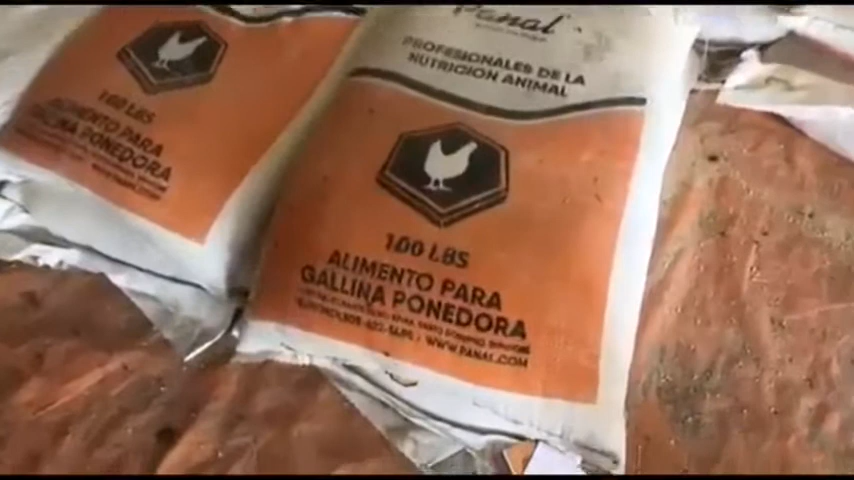 Panal
PROFESIONALES DE LA
NUTRICION ANIMAL
100 LBS
ALIMENTO PARA
GALLINA PONEDORA
WWW.PANAL.COM
100 LBS
ALIMENTO PARA
GALLINA PONEDORA